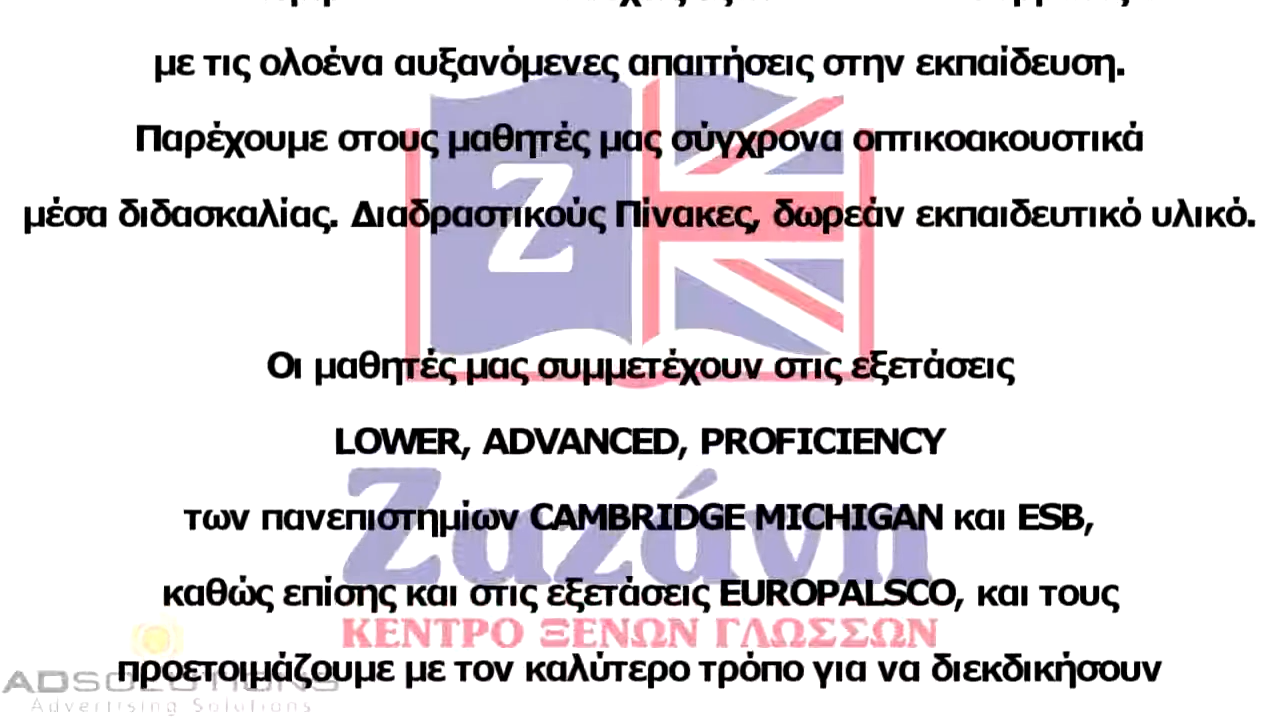 με τις ολοένα αυξανόμενες απαιτήσεις στην εκπαίδευση.
Παρέχουμε στους μαθητές μας σύγχρονα οπτικοακουστικά
μέσα διδασκαλίας. Διαδραστικούς Πίνακες, δωρεάν εκπαιδευτικό υλικό.
Z
Οι μαθητές μας συμμετέχουν στις εξετάσεις
LOWER, ADVANCED, PROFICIENCY
των πανεπιστημίων CAMBRIDGE MICHIGAN και ESB,
Ζαζάνη
καθώς επίσης και στις εξετάσεις EUROPALSCO, και τους
ΚΕΝΤΡΟ ΞΕΝΩΝ ΓΛΩΣΣΩΝ
προετοιμάζουμε με τον καλύτερο τρόπο για να διεκδικήσουν
ADSOLUTIONS
Advertising Solutions